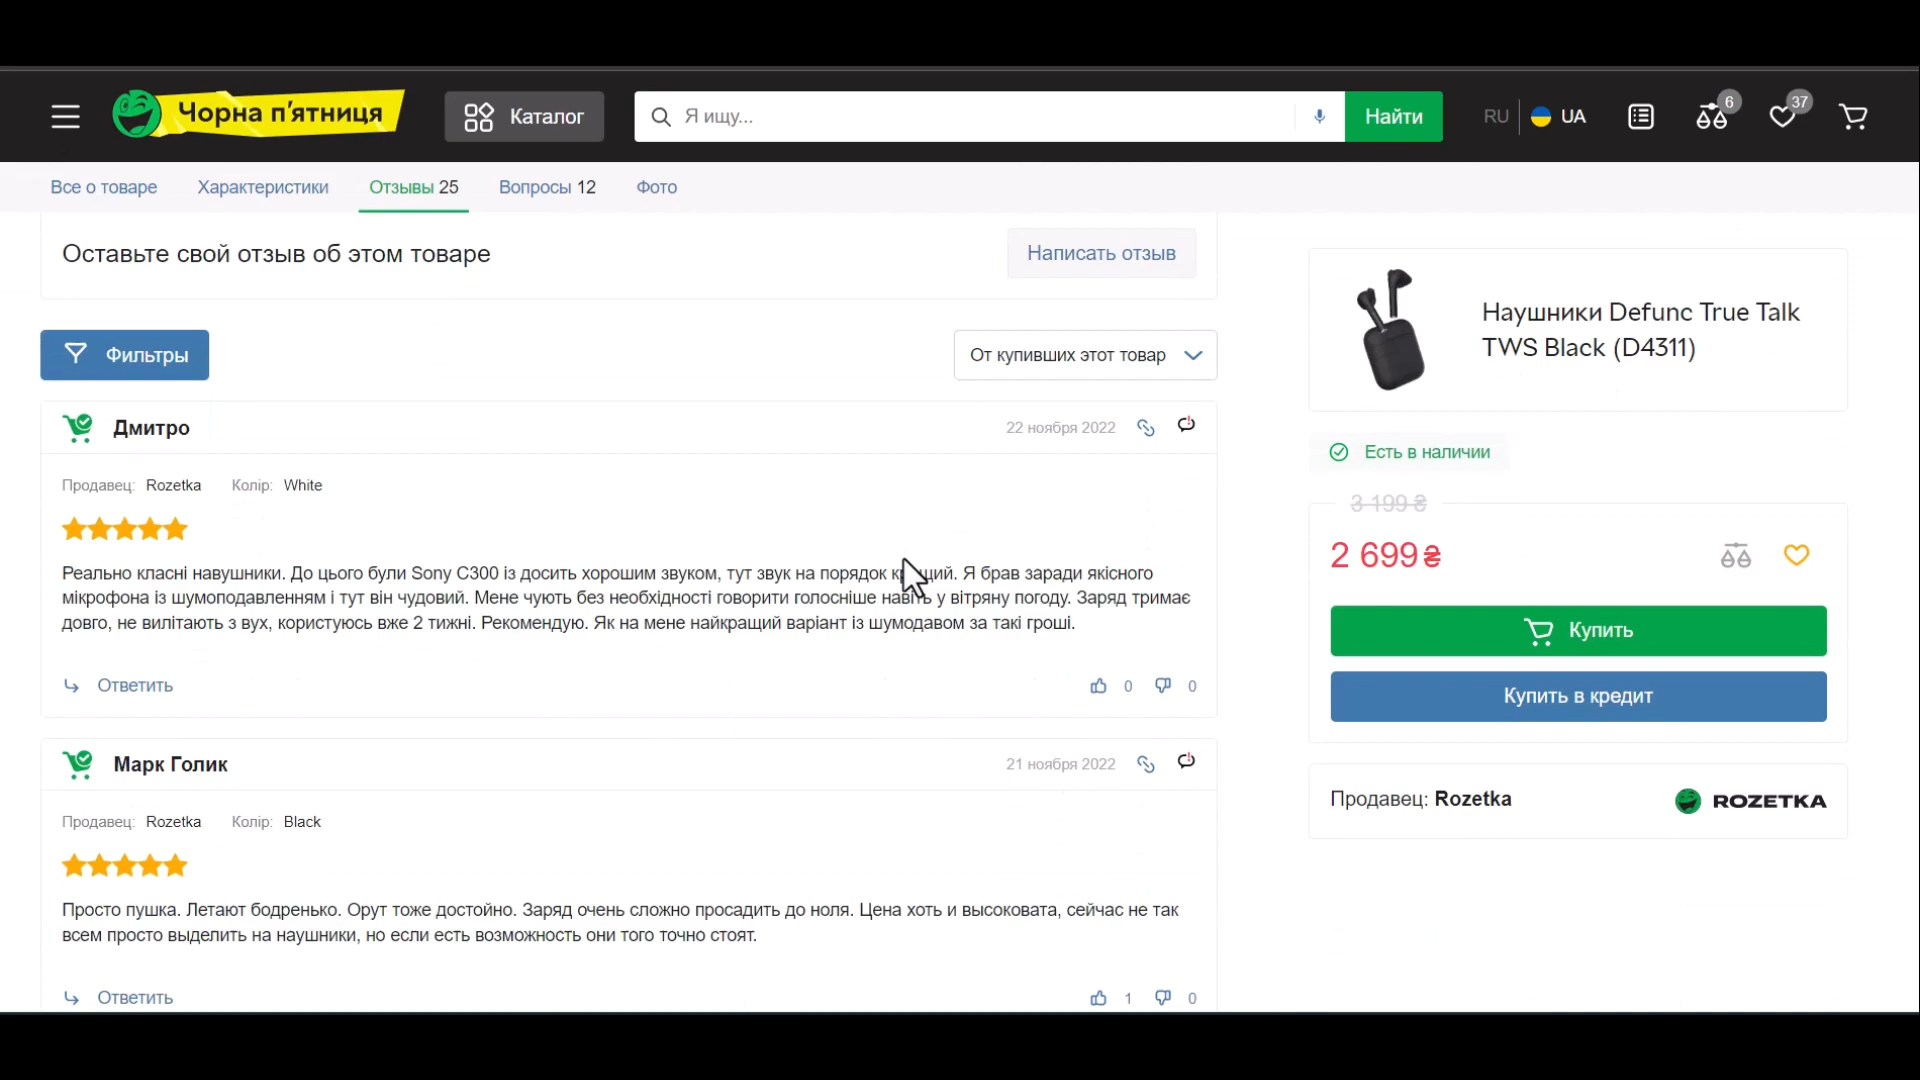 Чорна п'ятниця
Каталог
Я ищу...
Найти
RU
UA
6
37
Все о товаре
Характеристики
Отзывы 25
Вопросы 12
Фото
Оставьте свой отзыв об этом товаре
Написать отзыв
Фильтры
От купивших этот товар
Дмитро
22 ноября 2022
Продавец: Rozetka
Колір: White
Реально класні навушники. До цього були Sony C300 із досить хорошим звуком, тут звук на порядок кращий. Я брав заради якісного
мікрофона із шумоподавленням і тут він чудовий. Мене чують без необхідності говорити голосніше навіть у вітряну погоду. Заряд тримає
довго, не вилітають з вух, користуюсь вже 2 тижні. Рекомендую. Як на мене найкращий варіант із шумодавом за такі гроші.
Ответить
0
0
Марк Голик
21 ноября 2022
Продавец: Rozetka
Колір: Black
Просто пушка. Летают бодренько. Орут тоже достойно. Заряд очень сложно просадить до ноля. Цена хоть и высоковата, сейчас не так
всем просто выделить на наушники, но если есть возможность они того точно стоят.
Ответить
1
0
Наушники Defunc True Talk
TWS Black (D4311)
Есть в наличии
3 199 ₴
2 699 ₴
Купить
Купить в кредит
Продавец: Rozetka
ROZETKA